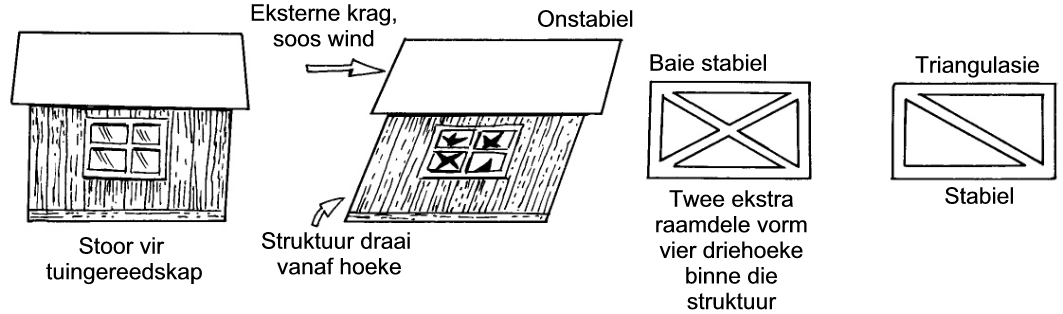 Eksterne krag,
soos wind
Onstabiel
Baie stabiel
Triangulasie
Stoor vir
tuingereedskap
Struktuur draai
vanaf hoeke
Twee ekstra
raamdele vorm
vier driehoeke
binne die
struktuur
Stabiel